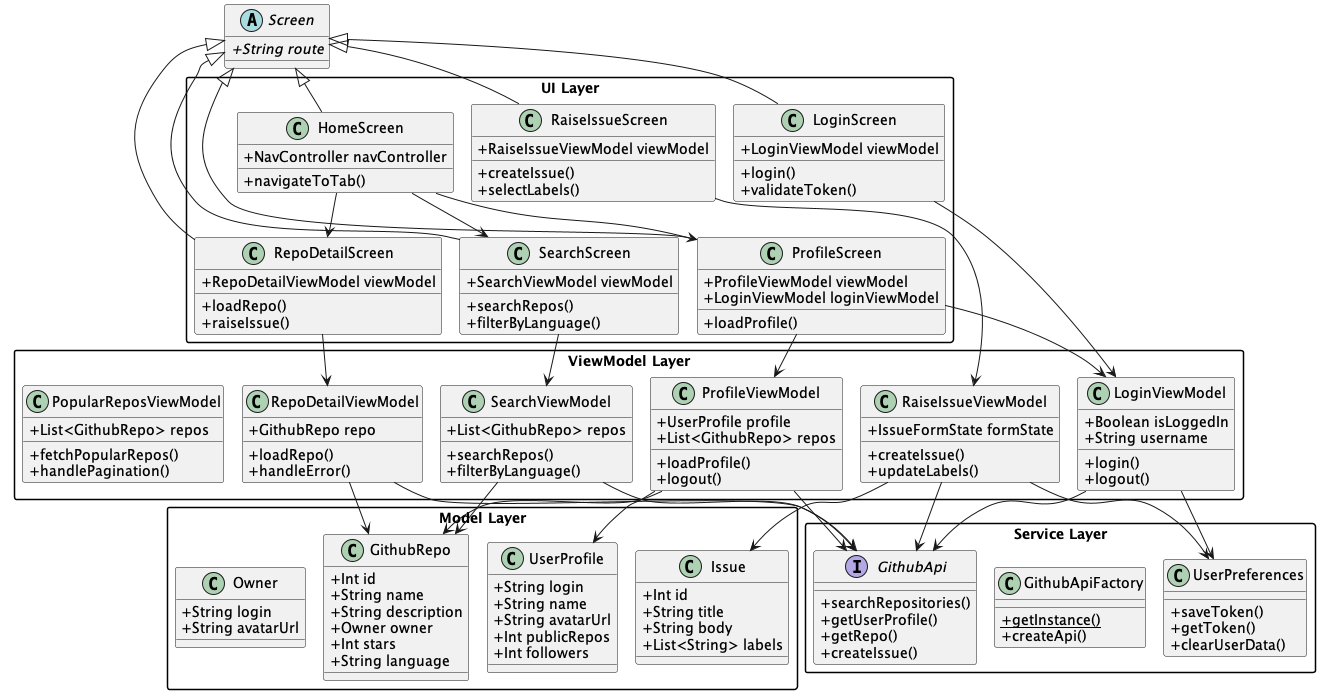 A Screen
+String route
UI Layer
C HomeScreen
+NavController navController
+navigateToTab()
C RaiseIssueScreen
+RaiseIssueViewModel viewModel
+createIssue()
+selectLabels()
C LoginScreen
+LoginViewModel viewModel
+login()
+validateToken()
C RepoDetailScreen
+RepoDetailViewModel viewModel
+loadRepo()
+raiseIssue()
C SearchScreen
+SearchViewModel viewModel
+searchRepos()
+filterByLanguage()
C ProfileScreen
+ProfileViewModel viewModel
+LoginViewModel loginViewModel
+loadProfile()
ViewModel Layer
C PopularReposViewModel
+List<GithubRepo> repos
+fetchPopularRepos()
+handlePagination()
C RepoDetailViewModel
+GithubRepo repo
+loadRepo()
+handleError()
C SearchViewModel
+List<GithubRepo> repos
+searchRepos()
+filterByLanguage()
C ProfileViewModel
+UserProfile profile
+List<GithubRepo> repos
+loadProfile()
+logout()
C RaiseIssueViewModel
+IssueFormState formState
+createIssue()
+updateLabels()
C LoginViewModel
+Boolean isLoggedIn
+String username
+login()
+logout()
Model Layer
C Owner
+String login
+String avatarUrl
C GithubRepo
+Int id
+String name
+String description
+Owner owner
+Int stars
+String language
C UserProfile
+String login
+String name
+String avatarUrl
+Int publicRepos
+Int followers
C Issue
+Int id
+String title
+String body
+List<String> labels
Service Layer
I GithubApi
+searchRepositories()
+getUserProfile()
+getRepo()
+createIssue()
C GithubApiFactory
+getInstance()
+createApi()
C UserPreferences
+saveToken()
+getToken()
+clearUserData()